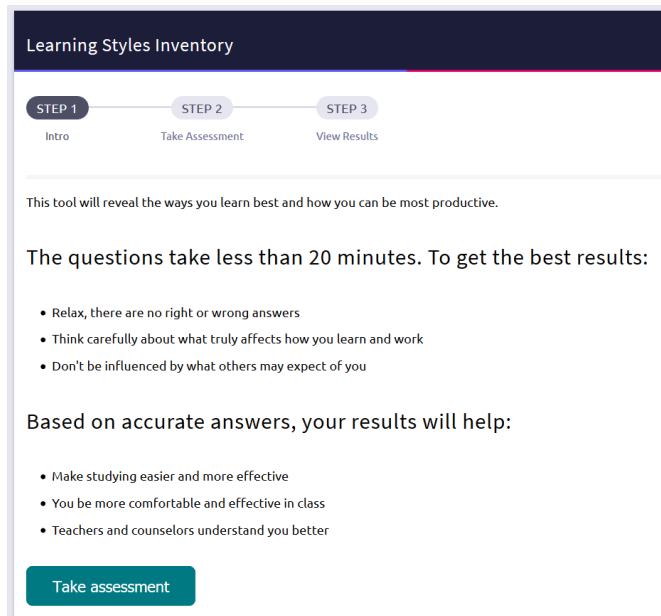 Learning Styles Inventory
STEP 1
STEP 2
STEP 3
Intro
Take Assessment
View Results
This tool will reveal the ways you learn best and how you can be most productive.
The questions take less than 20 minutes. To get the best results:
• Relax, there are no right or wrong answers
• Think carefully about what truly affects how you learn and work
• Don't be influenced by what others may expect of you
Based on accurate answers, your results will help:
• Make studying easier and more effective
• You be more comfortable and effective in class
• Teachers and counselors understand you better
Take assessment